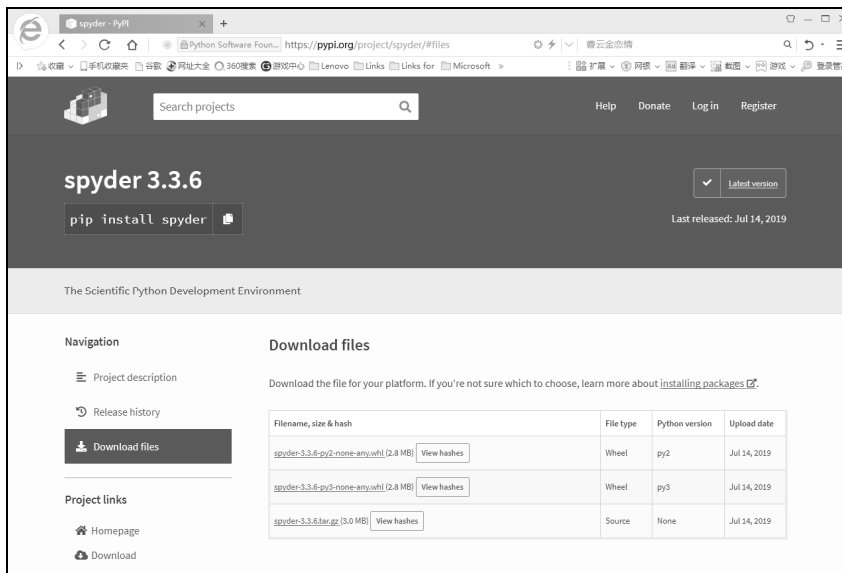 spyder · PyPI
Python Software Foun... https://pypi.org/project/spyder/#files 曹云金恋情
收藏 手机收藏夹 谷歌 网址大全 360搜索 游戏中心 Lenovo Links Links for Microsoft » 扩展 网银 翻译 截图 游戏 登录管
Search projects
Help Donate Log in Register
spyder 3.3.6
Latest version
pip install spyder
Last released: Jul 14, 2019
The Scientific Python Development Environment
Navigation
Project description
Release history
Download files
Project links
Homepage
Download
Download files
Download the file for your platform. If you're not sure which to choose, learn more about installing packages.
Filename, size & hash File type Python version Upload date
spyder-3.3.6-py2-none-any.whl (2.8 MB) View hashes Wheel py2 Jul 14, 2019
spyder-3.3.6-py3-none-any.whl (2.8 MB) View hashes Wheel py3 Jul 14, 2019
spyder-3.3.6.tar.gz (3.0 MB) View hashes Source None Jul 14, 2019